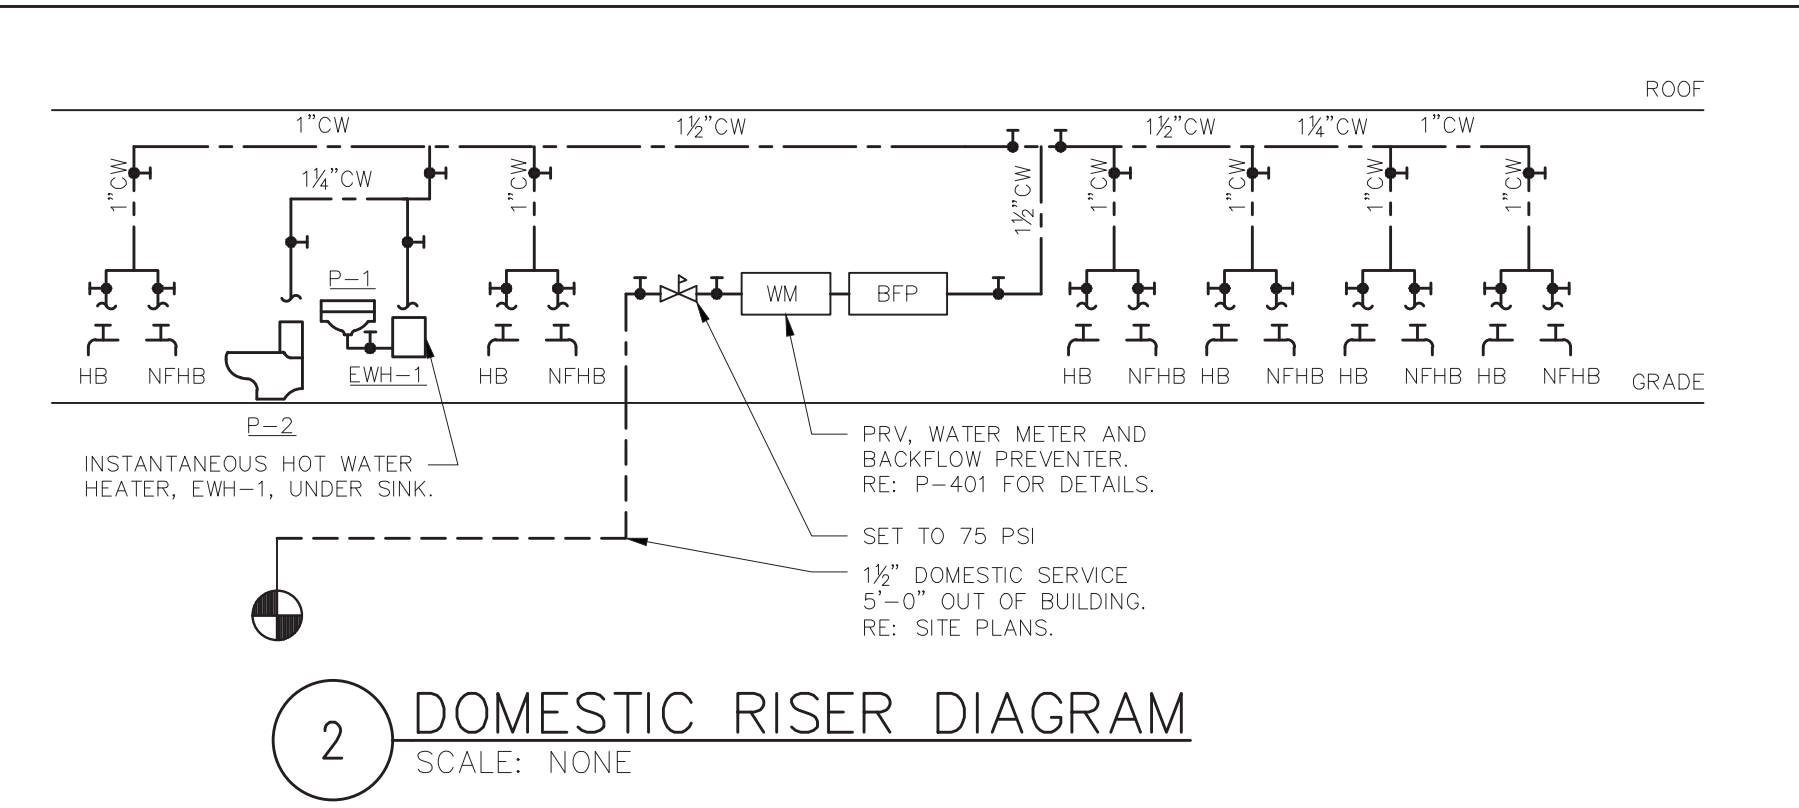 ROOF
1"CW
1½"CW
1½"CW
1¼"CW
1"CW
1"CW
1¼"CW
1"CW
1½"CW
1"CW
1"CW
1"CW
1"CW
P-1
WM
BFP
HB
NFHB
EWH-1
HB
NFHB
HB
NFHB
HB
NFHB
HB
NFHB
HB
NFHB
GRADE
P-2
INSTANTANEOUS HOT WATER
HEATER, EWH-1, UNDER SINK.
PRV, WATER METER AND
BACKFLOW PREVENTER.
RE: P-401 FOR DETAILS.
SET TO 75 PSI
1½" DOMESTIC SERVICE
5'-0" OUT OF BUILDING.
RE: SITE PLANS.
2
DOMESTIC RISER DIAGRAM
SCALE: NONE